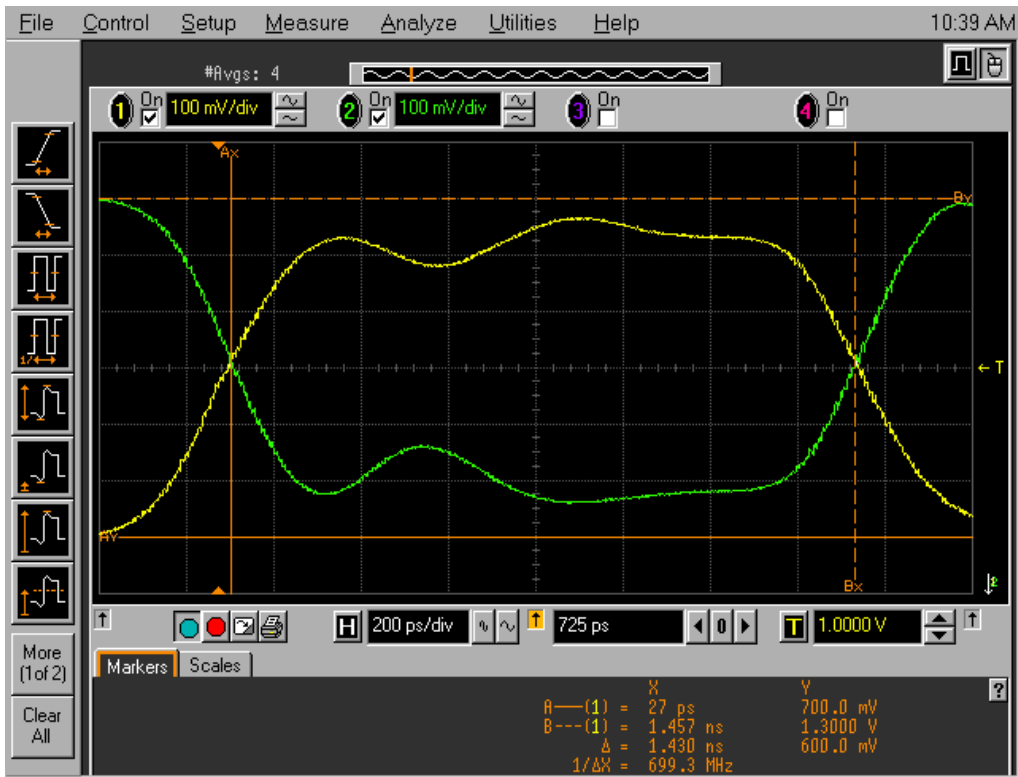 File Control Setup Measure Analyze Utilities Help 10:39 AM
#Avgs: 4
1 On 100 mV/div 2 On 100 mV/div 3 On 4 On
Ax
By
T
1/
AY
Bx
2
H 200 ps/div 725 ps 0 T 1.0000 V
More
(1of 2)
Markers Scales
?
Clear
All
X Y
A——(1) = 27 ps 700.0 mV
B---(1) = 1.457 ns 1.3000 V
Δ = 1.430 ns 600.0 mV
1/ΔX = 699.3 MHz